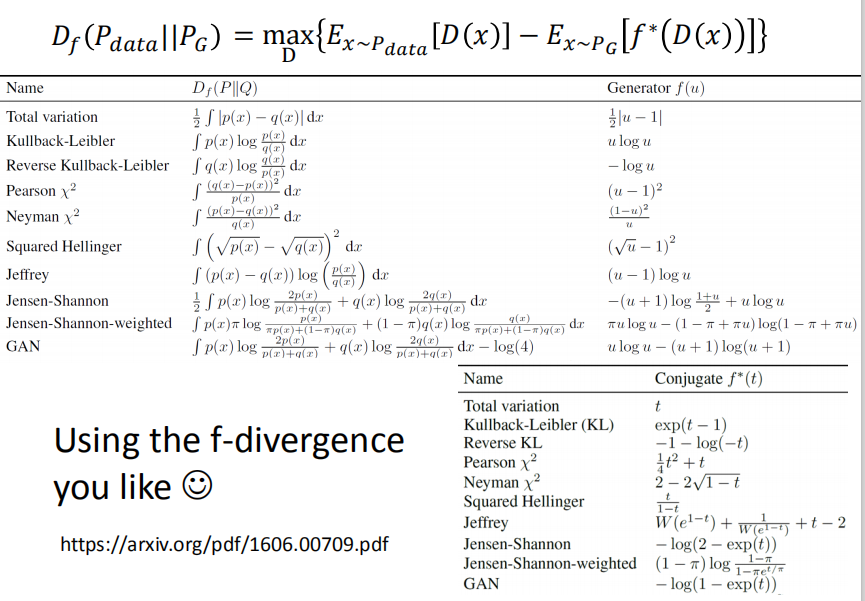 D_f(P_data||P_G) = max_D{E_{x~P_data}[D(x)] − E_{x~P_G}[f*(D(x))]}
Name D_f(P‖Q) Generator f(u)
Total variation ½ ∫ |p(x) − q(x)| dx ½|u − 1|
Kullback-Leibler ∫ p(x) log p(x)/q(x) dx u log u
Reverse Kullback-Leibler ∫ q(x) log q(x)/p(x) dx − log u
Pearson χ² ∫ (q(x)−p(x))²/p(x) dx (u − 1)²
Neyman χ² ∫ (p(x)−q(x))²/q(x) dx (1−u)²/u
Squared Hellinger ∫ (√p(x) − √q(x))² dx (√u − 1)²
Jeffrey ∫ (p(x) − q(x)) log (p(x)/q(x)) dx (u − 1) log u
Jensen-Shannon ½ ∫ p(x) log 2p(x)/(p(x)+q(x)) + q(x) log 2q(x)/(p(x)+q(x)) dx −(u + 1) log (1+u)/2 + u log u
Jensen-Shannon-weighted ∫ p(x)π log p(x)/(πp(x)+(1−π)q(x)) + (1 − π)q(x) log q(x)/(πp(x)+(1−π)q(x)) dx πu log u − (1 − π + πu) log(1 − π + πu)
GAN ∫ p(x) log 2p(x)/(p(x)+q(x)) + q(x) log 2q(x)/(p(x)+q(x)) dx − log(4) u log u − (u + 1) log(u + 1)
Using the f-divergence
you like ☺
https://arxiv.org/pdf/1606.00709.pdf
Name Conjugate f*(t)
Total variation t
Kullback-Leibler (KL) exp(t − 1)
Reverse KL −1 − log(−t)
Pearson χ² ¼t² + t
Neyman χ² 2 − 2√(1 − t)
Squared Hellinger t/(1−t)
Jeffrey W(e^{1−t}) + 1/W(e^{1−t}) + t − 2
Jensen-Shannon − log(2 − exp(t))
Jensen-Shannon-weighted (1 − π) log (1−π)/(1−πe^{t/π})
GAN − log(1 − exp(t))